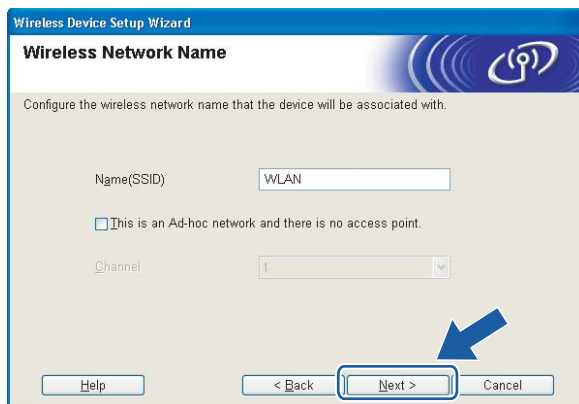 Wireless Device Setup Wizard
Wireless Network Name
Configure the wireless network name that the device will be associated with.
Name(SSID) WLAN
This is an Ad-hoc network and there is no access point.
Channel 1
Help < Back Next > Cancel